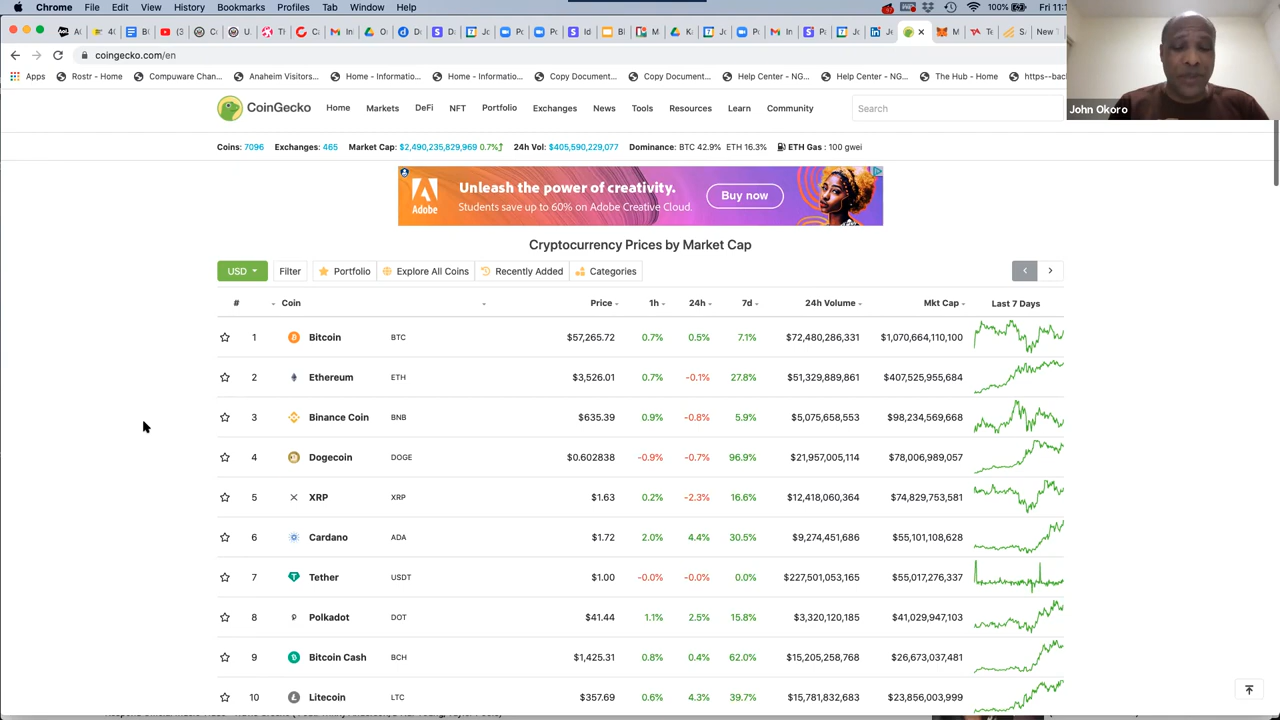 Chrome File Edit View History Bookmarks Profiles Tab Window Help 100% Fri 11:
coingecko.com/en
Apps Rostr - Home Compuware Chan... Anaheim Visitors... Home - Informatio... Home - Informatio... Copy Document... Copy Document... Help Center - NG... Help Center - NG... The Hub - Home https--bac
John Okoro
CoinGecko Home Markets DeFi NFT Portfolio Exchanges News Tools Resources Learn Community Search
Coins: 7096 Exchanges: 465 Market Cap: $2,490,235,829,969 0.7% 24h Vol: $405,590,229,077 Dominance: BTC 42.9% ETH 16.3% ETH Gas : 100 gwei
Adobe
Unleash the power of creativity.
Students save up to 60% on Adobe Creative Cloud.
Buy now
Cryptocurrency Prices by Market Cap
USD Filter Portfolio Explore All Coins Recently Added Categories
# Coin Price 1h 24h 7d 24h Volume Mkt Cap Last 7 Days
1 Bitcoin BTC $57,265.72 0.7% 0.5% 7.1% $72,480,286,331 $1,070,664,110,100
2 Ethereum ETH $3,526.01 0.7% -0.1% 27.8% $51,329,889,861 $407,525,955,684
3 Binance Coin BNB $635.39 0.9% -0.8% 5.9% $5,075,658,553 $98,234,569,668
4 Dogecoin DOGE $0.602838 -0.9% -0.7% 96.9% $21,957,005,114 $78,006,989,057
5 XRP XRP $1.63 0.2% -2.3% 16.6% $12,418,060,364 $74,829,753,581
6 Cardano ADA $1.72 2.0% 4.4% 30.5% $9,274,451,686 $55,101,108,628
7 Tether USDT $1.00 -0.0% -0.0% 0.0% $227,501,053,165 $55,017,276,337
8 Polkadot DOT $41.44 1.1% 2.5% 15.8% $3,320,120,185 $41,029,947,103
9 Bitcoin Cash BCH $1,425.31 0.8% 0.4% 62.0% $15,205,258,768 $26,673,037,481
10 Litecoin LTC $357.69 0.6% 4.3% 39.7% $15,781,832,683 $23,856,003,999